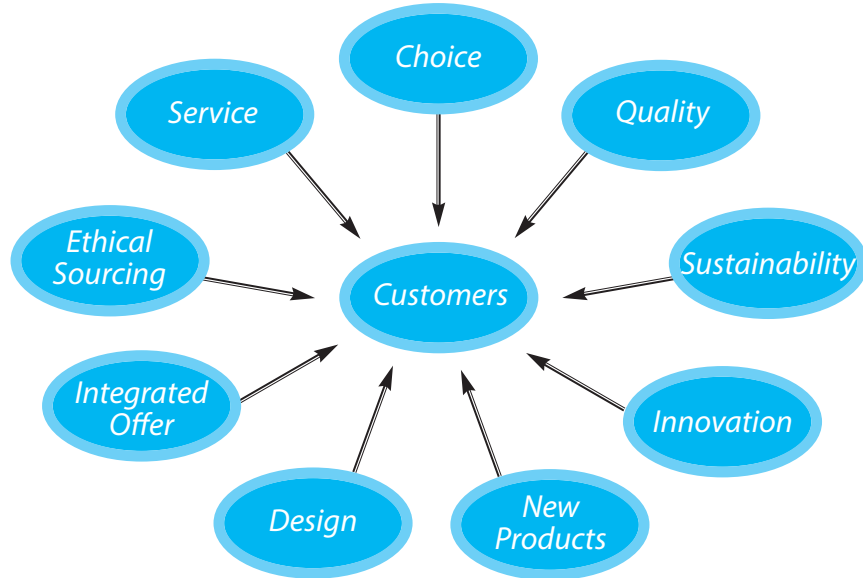 Choice
Service
Quality
Ethical
Sourcing
Customers
Sustainability
Integrated
Offer
Innovation
Design
New
Products